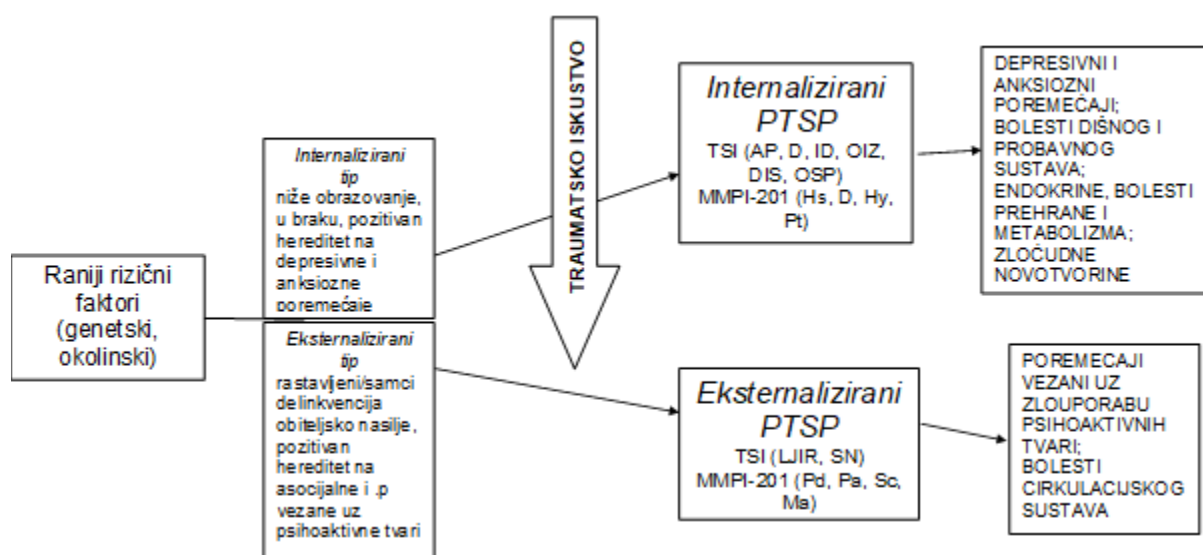 Raniji rizični
faktori
(genetski,
okolinski)
Internalizirani
tip
niže obrazovanje,
u braku, pozitivan
hereditet na
depresivne i
anksiozne
poremećaje
Eksternalizirani
tip
rastavljeni/samci
delinkvencija
obiteljsko nasilje,
pozitivan
hereditet na
asocijalne i .p
vezane uz
psihoaktivne tvari
TRAUMATSKO ISKUSTVO
Internalizirani
PTSP
TSI (AP, D, ID, OIZ,
DIS, OSP)
MMPI-201 (Hs, D, Hy,
Pt)
Eksternalizirani
PTSP
TSI (LJIR, SN)
MMPI-201 (Pd, Pa, Sc,
Ma)
DEPRESIVNI I
ANKSIOZNI
POREMEĆAJI;
BOLESTI DIŠNOG I
PROBAVNOG
SUSTAVA;
ENDOKRINE, BOLESTI
PREHRANE I
METABOLIZMA;
ZLOĆUDNE
NOVOTVORINE
POREMECAJI
VEZANI UZ
ZLOUPORABU
PSIHOAKTIVNIH
TVARI;
BOLESTI
CIRKULACIJSKOG
SUSTAVA